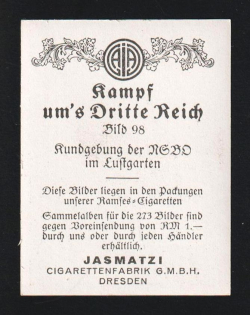 AJA
Kampf
um's Dritte Reich
Bild 98
Kundgebung der NSBO
im Lustgarten
Diese Bilder liegen in den Packungen
unserer Ramses-Cigaretten
Sammelalben für die 273 Bilder sind
gegen Voreinsendung von RM 1.—
durch uns oder durch jeden Händler
erhältlich.
JASMATZI
CIGARETTENFABRIK G.M.B.H.
DRESDEN